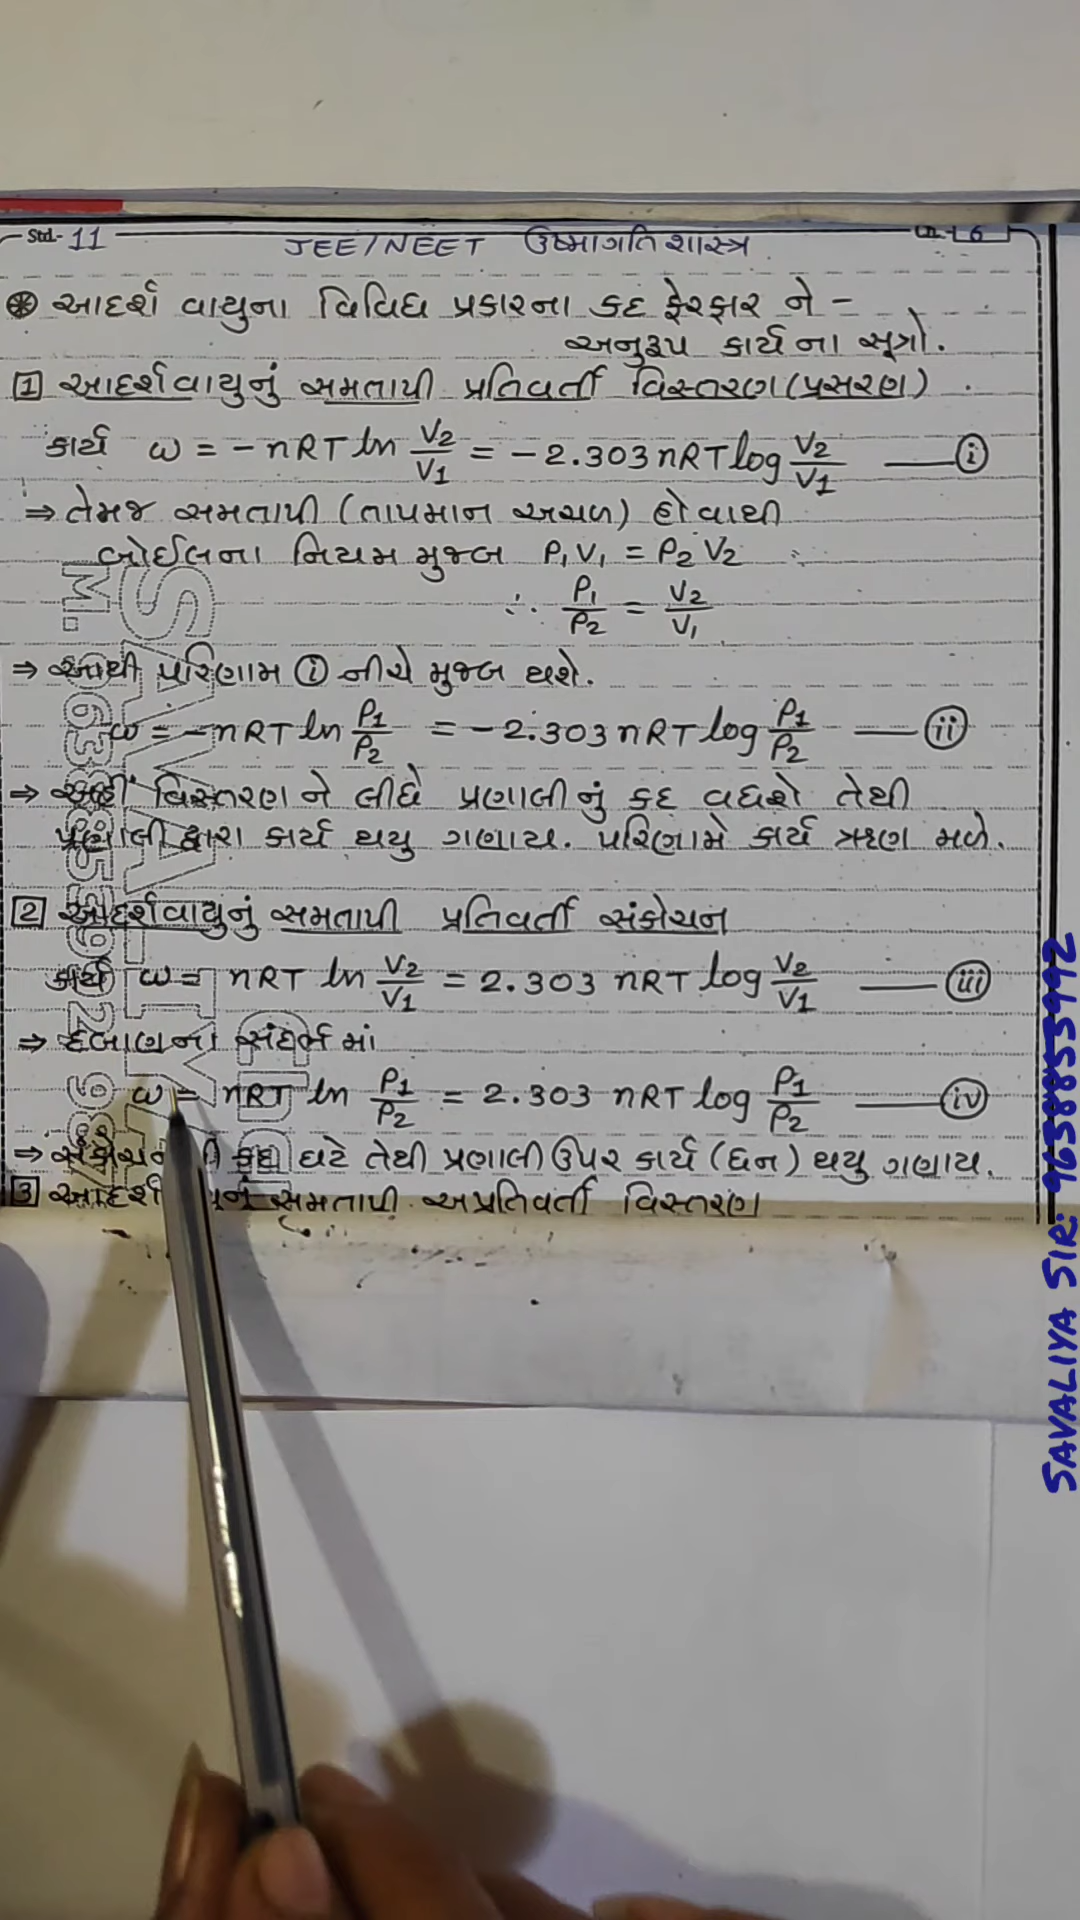 Std.- 11 JEE/NEET ઉષ્માગતિશાસ્ત્ર 6
⊛ આદર્શ વાયુના વિવિધ પ્રકારના કદ ફેરફાર ને –
અનુરૂપ કાર્યના સૂત્રો.
1 આદર્શવાયુનું સમતાપી પ્રતિવર્તી વિસ્તરણ (પ્રસરણ)
કાર્ય ω = - nRT ln V2/V1 = - 2.303 nRT log V2/V1 —— (i)
⇒ તેમજ સમતાપી (તાપમાન અચળ) હોવાથી
બોઈલના નિયમ મુજબ P1V1 = P2V2
∴ P1/P2 = V2/V1
⇒ આથી પરિણામ (i) નીચે મુજબ થશે.
ω = - nRT ln P1/P2 = - 2.303 nRT log P1/P2 —— (ii)
⇒ અહીં વિસ્તરણને લીધે પ્રણાલીનું કદ વધશે તેથી
પ્રણાલી દ્વારા કાર્ય થયુ ગણાય. પરિણામે કાર્ય ઋણ મળે.
2 આદર્શવાયુનું સમતાપી પ્રતિવર્તી સંકોચન
કાર્ય ω = nRT ln V2/V1 = 2.303 nRT log V2/V1 —— (iii)
⇒ દબાણના સંદર્ભમાં
ω = nRT ln P1/P2 = 2.303 nRT log P1/P2 —— (iv)
⇒ કદ ઘટે તેથી પ્રણાલી ઉપર કાર્ય (ધન) થયુ ગણાય.
3 સમતાપી અપ્રતિવર્તી વિસ્તરણ
SAVALIYA SIR: 9638855992